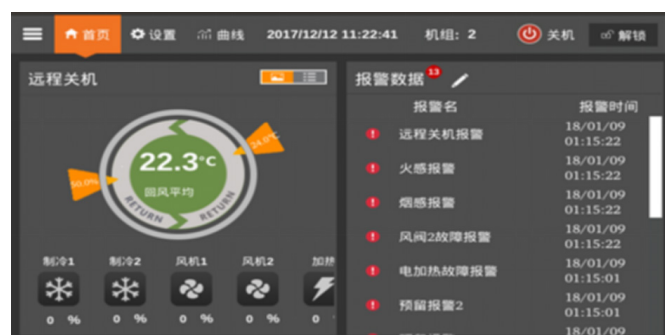 首页 设置 曲线 2017/12/12 11:22:41 机组: 2 关机 解锁
远程关机
24.0℃
22.3℃
50.0%
回风平均
RETURN RETURN
制冷1 制冷2 风机1 风机2 加热
0 % 0 % 0 % 0 % 0
报警数据 13
报警名 报警时间
远程关机报警 18/01/09
01:15:22
火感报警 18/01/09
01:15:22
烟感报警 18/01/09
01:15:22
风阀2故障报警 18/01/09
01:15:22
电加热故障报警 18/01/09
01:15:01
预留报警2 18/01/09
01:15:01
18/01/09